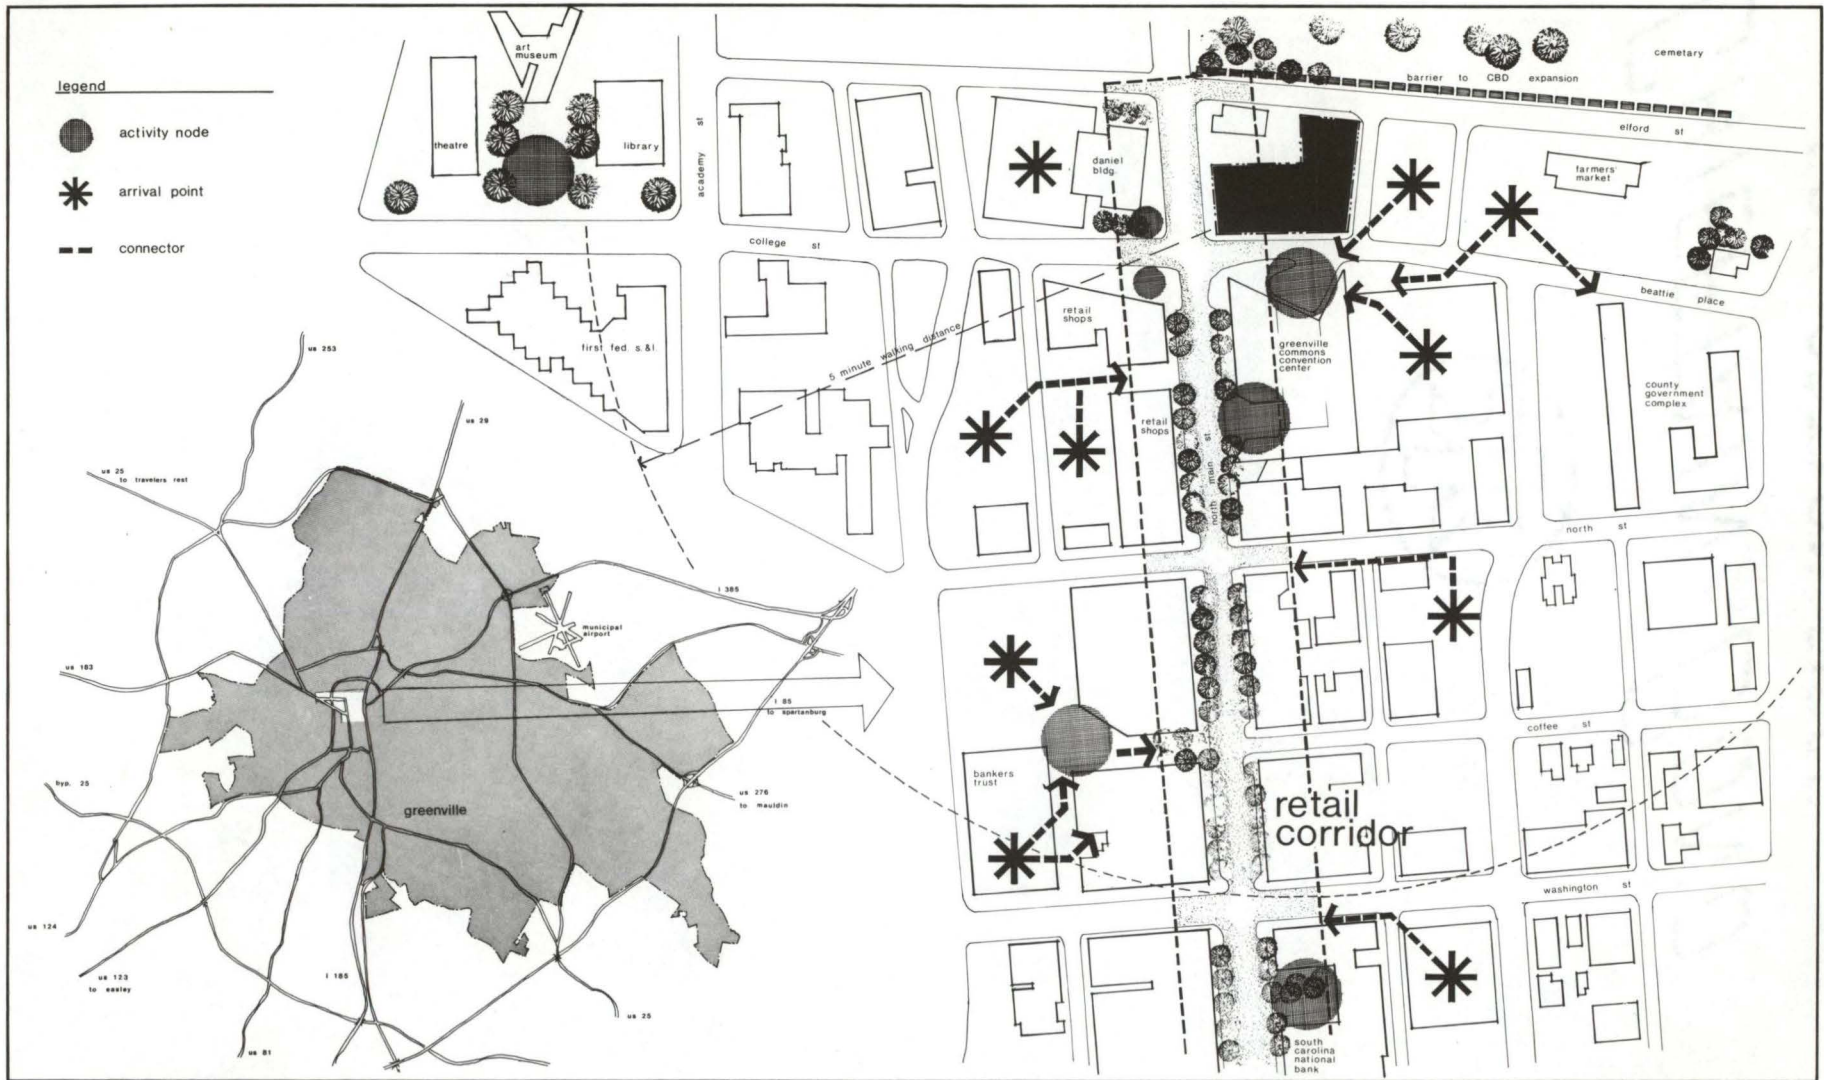 legend
activity node
arrival point
connector
art
museum
theatre
library
academy st
college st
first fed. s.&l.
5 minute walking distance
daniel
bldg.
retail
shops
retail
shops
north main st
greenville
commons
convention
center
cemetary
barrier to CBD expansion
elford st
farmers'
market
beattie place
county
government
complex
north st
coffee st
washington st
bankers
trust
retail
corridor
south
carolina
national
bank
us 253
us 29
us 25
to travelers rest
I 385
municipal
airport
us 183
I 85
to spartanburg
byp. 25
greenville
us 276
to mauldin
us 124
us 123
to easley
I 185
us 25
us 81